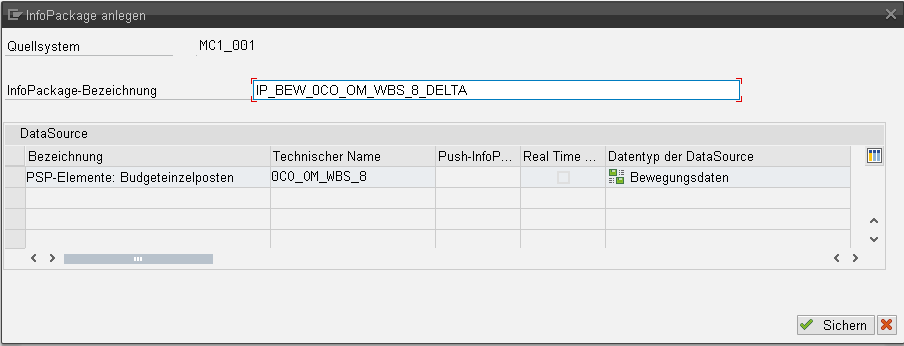 InfoPackage anlegen
Quellsystem MC1_001
InfoPackage-Bezeichnung IP_BEW_0CO_OM_WBS_8_DELTA
DataSource
Bezeichnung Technischer Name Push-InfoP... Real Time ... Datentyp der DataSource
PSP-Elemente: Budgeteinzelposten 0CO_OM_WBS_8 Bewegungsdaten
Sichern